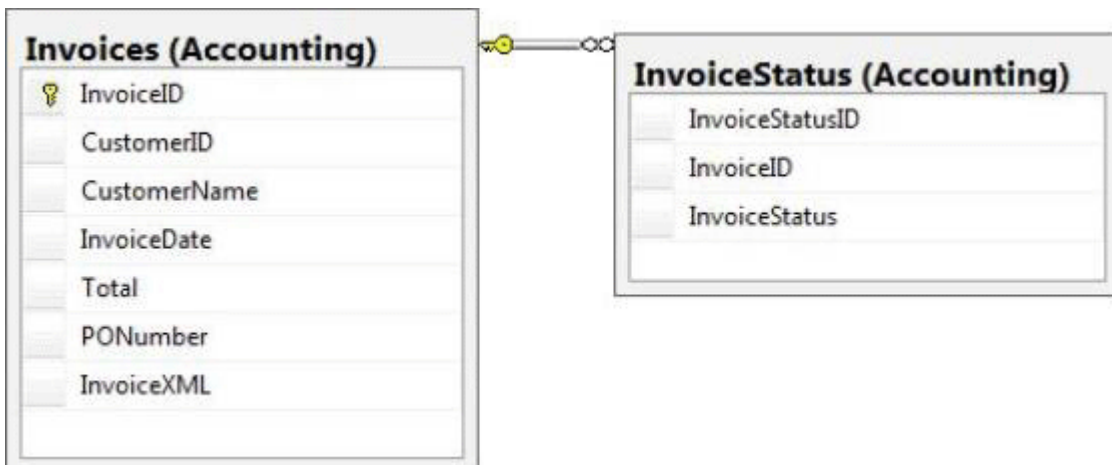 Invoices (Accounting)
InvoiceID
CustomerID
CustomerName
InvoiceDate
Total
PONumber
InvoiceXML
InvoiceStatus (Accounting)
InvoiceStatusID
InvoiceID
InvoiceStatus